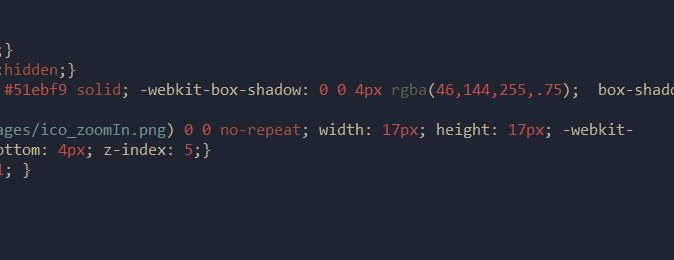 ;}
:hidden;}
#51ebf9 solid; -webkit-box-shadow: 0 0 4px rgba(46,144,255,.75);  box-shado
ages/ico_zoomIn.png) 0 0 no-repeat; width: 17px; height: 17px; -webkit-
ottom: 4px; z-index: 5;}
; }